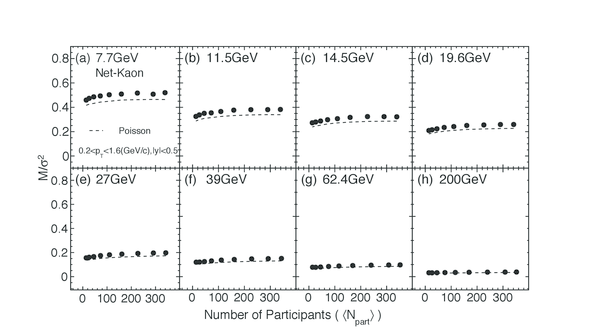 (a) 7.7GeV
Net-Kaon
Poisson
0.2<p_T<1.6(GeV/c),|y|<0.5
(b) 11.5GeV
(c) 14.5GeV
(d) 19.6GeV
0.8
0.6
0.4
0.2
0
M/σ²
(e) 27GeV
(f) 39GeV
(g) 62.4GeV
(h) 200GeV
0.8
0.6
0.4
0.2
0
0 100 200 300 0 100 200 300 0 100 200 300 0 100 200 300
Number of Participants ( ⟨N_part⟩ )